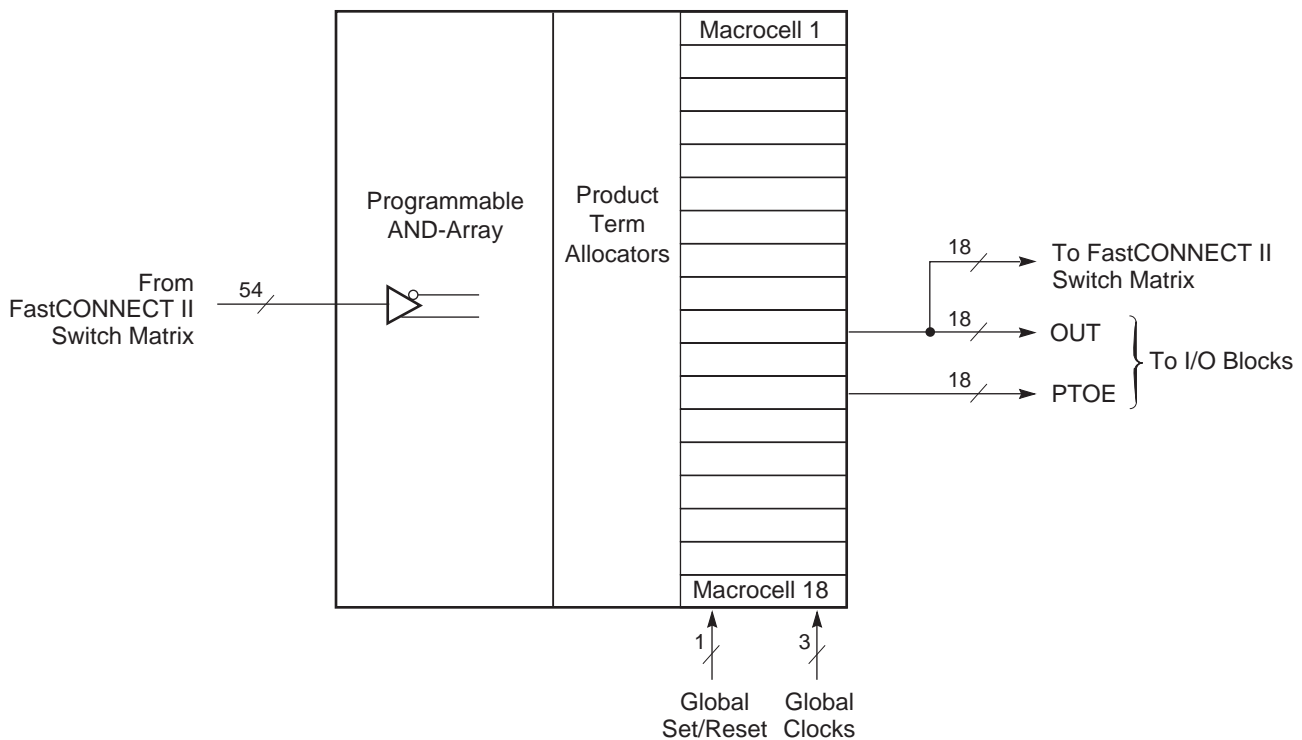 Macrocell 1
Programmable
AND-Array
Product
Term
Allocators
From
FastCONNECT II
Switch Matrix
54
18
To FastCONNECT II
Switch Matrix
18
OUT
18
PTOE
To I/O Blocks
Macrocell 18
1
3
Global
Set/Reset
Global
Clocks